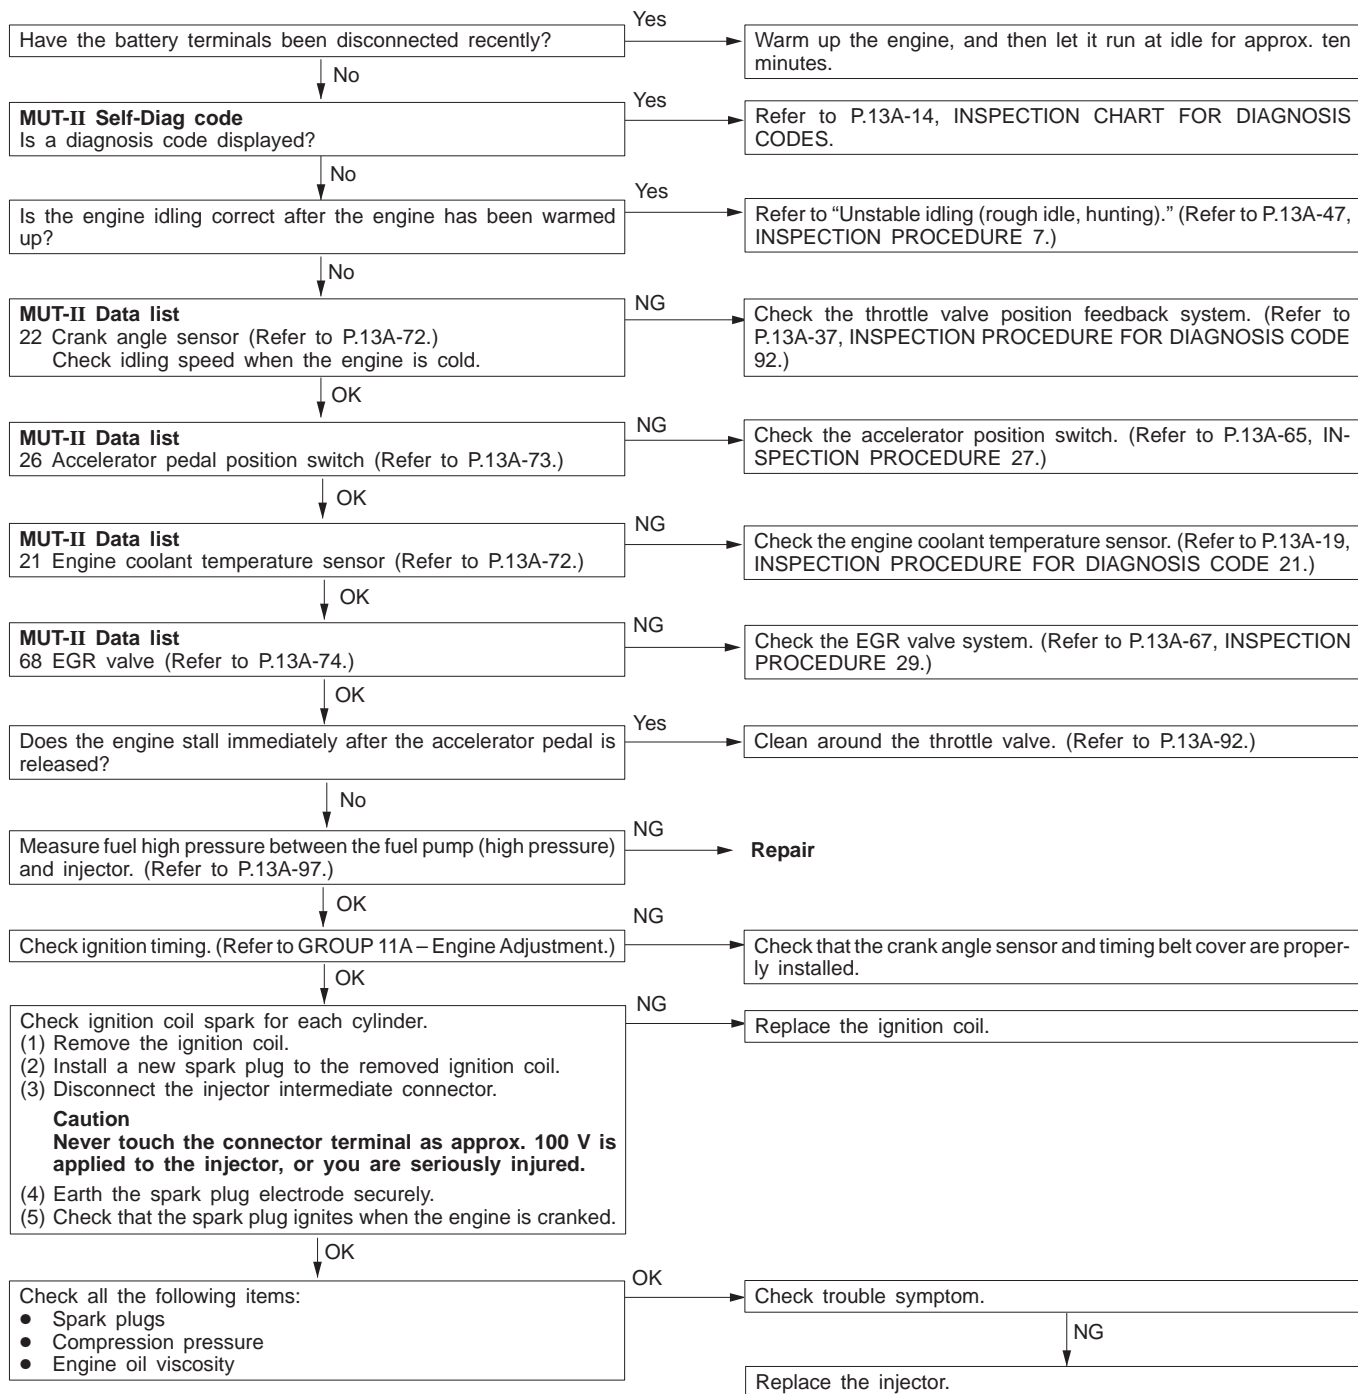 Have the battery terminals been disconnected recently?
Yes
Warm up the engine, and then let it run at idle for approx. ten
minutes.
No
MUT-II Self-Diag code
Is a diagnosis code displayed?
Yes
Refer to P.13A-14, INSPECTION CHART FOR DIAGNOSIS
CODES.
No
Is the engine idling correct after the engine has been warmed
up?
Yes
Refer to “Unstable idling (rough idle, hunting).” (Refer to P.13A-47,
INSPECTION PROCEDURE 7.)
No
MUT-II Data list
22 Crank angle sensor (Refer to P.13A-72.)
Check idling speed when the engine is cold.
NG
Check the throttle valve position feedback system. (Refer to
P.13A-37, INSPECTION PROCEDURE FOR DIAGNOSIS CODE
92.)
OK
MUT-II Data list
26 Accelerator pedal position switch (Refer to P.13A-73.)
NG
Check the accelerator position switch. (Refer to P.13A-65, IN-
SPECTION PROCEDURE 27.)
OK
MUT-II Data list
21 Engine coolant temperature sensor (Refer to P.13A-72.)
NG
Check the engine coolant temperature sensor. (Refer to P.13A-19,
INSPECTION PROCEDURE FOR DIAGNOSIS CODE 21.)
OK
MUT-II Data list
68 EGR valve (Refer to P.13A-74.)
NG
Check the EGR valve system. (Refer to P.13A-67, INSPECTION
PROCEDURE 29.)
OK
Does the engine stall immediately after the accelerator pedal is
released?
Yes
Clean around the throttle valve. (Refer to P.13A-92.)
No
Measure fuel high pressure between the fuel pump (high pressure)
and injector. (Refer to P.13A-97.)
NG
Repair
OK
Check ignition timing. (Refer to GROUP 11A – Engine Adjustment.)
NG
Check that the crank angle sensor and timing belt cover are proper-
ly installed.
OK
Check ignition coil spark for each cylinder.
(1) Remove the ignition coil.
(2) Install a new spark plug to the removed ignition coil.
(3) Disconnect the injector intermediate connector.
Caution
Never touch the connector terminal as approx. 100 V is
applied to the injector, or you are seriously injured.
(4) Earth the spark plug electrode securely.
(5) Check that the spark plug ignites when the engine is cranked.
NG
Replace the ignition coil.
OK
Check all the following items:
● Spark plugs
● Compression pressure
● Engine oil viscosity
OK
Check trouble symptom.
NG
Replace the injector.